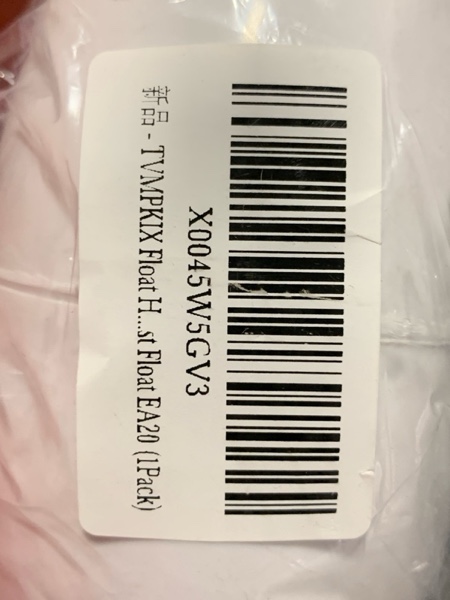 X0045W5GV3
新品 - TVMPKIX Float H...st Float EA20 (1Pack)